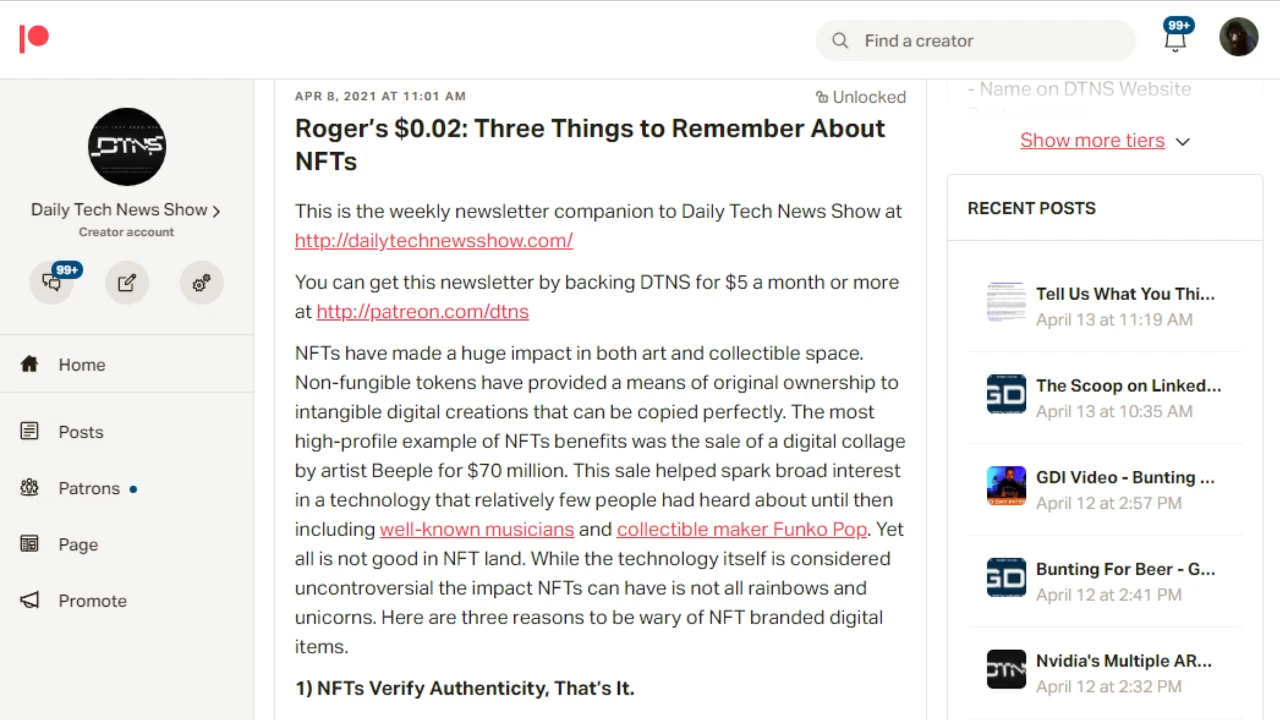 Find a creator
99+
DTNS
Daily Tech News Show
Creator account
99+
Home
Posts
Patrons
Page
Promote
APR 8, 2021 AT 11:01 AM
Unlocked
Roger’s $0.02: Three Things to Remember About
NFTs
This is the weekly newsletter companion to Daily Tech News Show at
http://dailytechnewsshow.com/
You can get this newsletter by backing DTNS for $5 a month or more
at http://patreon.com/dtns
NFTs have made a huge impact in both art and collectible space.
Non-fungible tokens have provided a means of original ownership to
intangible digital creations that can be copied perfectly. The most
high-profile example of NFTs benefits was the sale of a digital collage
by artist Beeple for $70 million. This sale helped spark broad interest
in a technology that relatively few people had heard about until then
including well-known musicians and collectible maker Funko Pop. Yet
all is not good in NFT land. While the technology itself is considered
uncontroversial the impact NFTs can have is not all rainbows and
unicorns. Here are three reasons to be wary of NFT branded digital
items.
1) NFTs Verify Authenticity, That’s It.
- Name on DTNS Website
Show more tiers
RECENT POSTS
Tell Us What You Thi...
April 13 at 11:19 AM
GD
The Scoop on Linked...
April 13 at 10:35 AM
GDI Video - Bunting ...
April 12 at 2:57 PM
GD
Bunting For Beer - G...
April 12 at 2:41 PM
DTN
Nvidia's Multiple AR...
April 12 at 2:32 PM